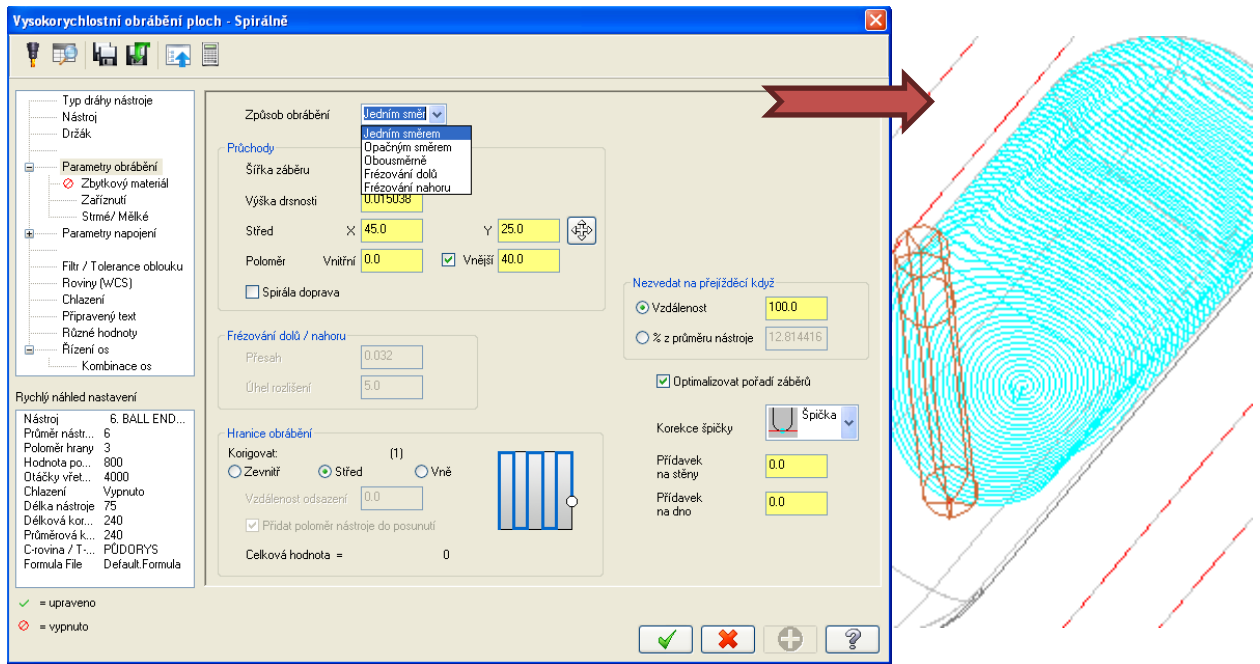 Vysokorychlostní obrábění ploch - Spirálně
Typ dráhy nástroje
Nástroj
Držák
Parametry obrábění
Zbytkový materiál
Zaříznutí
Strmé/ Mělké
Parametry napojení
Filtr / Tolerance oblouku
Roviny (WCS)
Chlazení
Připravený text
Různé hodnoty
Řízení os
Kombinace os
Rychlý náhled nastavení
Nástroj 6. BALL END...
Průměr nástr... 6
Poloměr hrany 3
Hodnota po... 800
Otáčky vřet... 4000
Chlazení Vypnuto
Délka nástroje 75
Délková kor... 240
Průměrová k... 240
C-rovina / T-... PŮDORYS
Formula File Default.Formula
= upraveno
= vypnuto
Způsob obrábění Jedním směr
Jedním směrem
Opačným směrem
Obousměrně
Frézování dolů
Frézování nahoru
Průchody
Šířka záběru
Výška drsnosti 0.015038
Střed X 45.0 Y 25.0
Poloměr Vnitřní 0.0 Vnější 40.0
Spirála doprava
Frézování dolů / nahoru
Přesah 0.032
Úhel rozlišení 5.0
Hranice obrábění
Korigovat: (1)
Zevnitř Střed Vně
Vzdálenost odsazení 0.0
Přidat poloměr nástroje do posunutí
Celková hodnota = 0
Nezvedat na přejížděcí když
Vzdálenost 100.0
% z průměru nástroje 12.814416
Optimalizovat pořadí záběrů
Korekce špičky Špička
Přídavek
na stěny 0.0
Přídavek
na dno 0.0